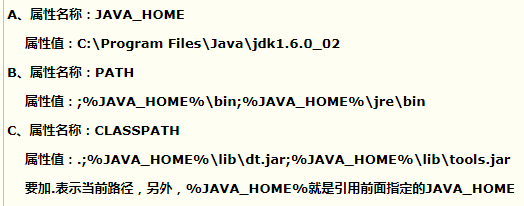 A、属性名称：JAVA_HOME
属性值：C:\Program Files\Java\jdk1.6.0_02
B、属性名称：PATH
属性值：;%JAVA_HOME%\bin;%JAVA_HOME%\jre\bin
C、属性名称：CLASSPATH
属性值：.;%JAVA_HOME%\lib\dt.jar;%JAVA_HOME%\lib\tools.jar
要加.表示当前路径，另外，%JAVA_HOME%就是引用前面指定的JAVA_HOME